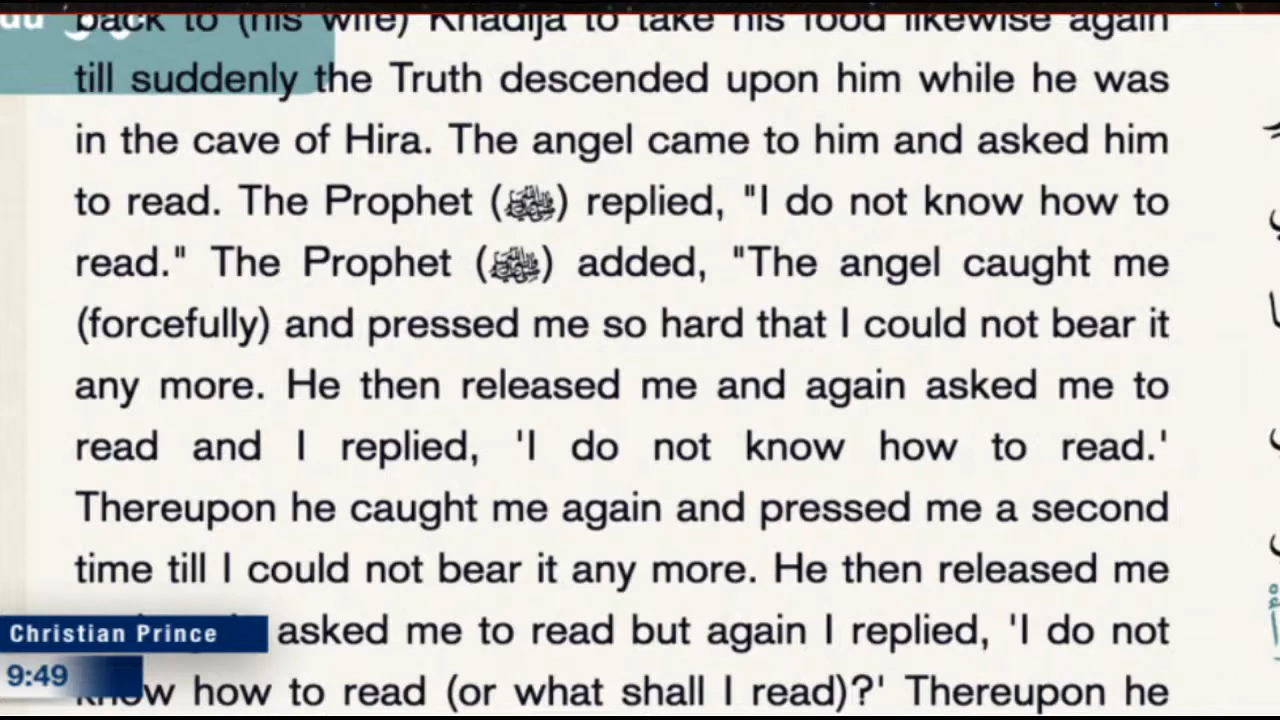 back to (his wife) Khadija to take his food likewise again
till suddenly the Truth descended upon him while he was
in the cave of Hira. The angel came to him and asked him
to read. The Prophet (ﷺ) replied, "I do not know how to
read." The Prophet (ﷺ) added, "The angel caught me
(forcefully) and pressed me so hard that I could not bear it
any more. He then released me and again asked me to
read and I replied, 'I do not know how to read.'
Thereupon he caught me again and pressed me a second
time till I could not bear it any more. He then released me
asked me to read but again I replied, 'I do not
know how to read (or what shall I read)?' Thereupon he
Christian Prince
9:49